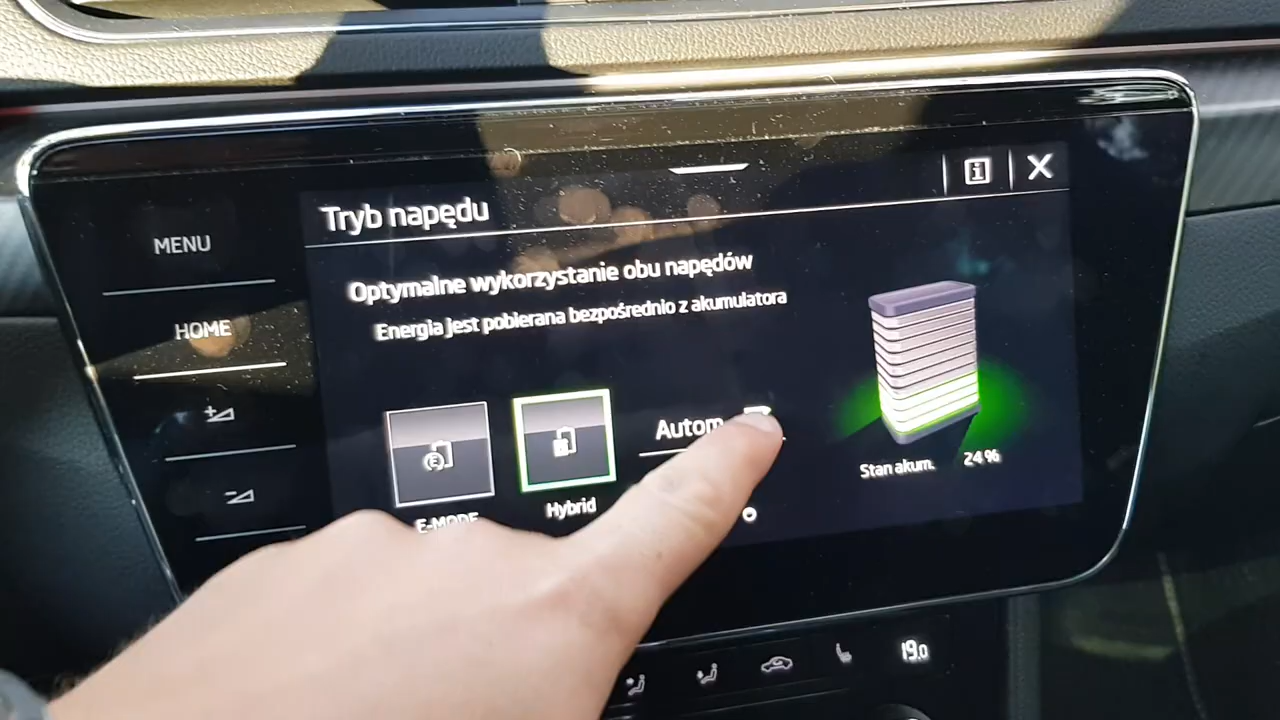 MENU
HOME
Tryb napędu
Optymalne wykorzystanie obu napędów
Energia jest pobierana bezpośrednio z akumulatora
E-MODE
Hybrid
Autom
Stan akum. 24 %
19.0